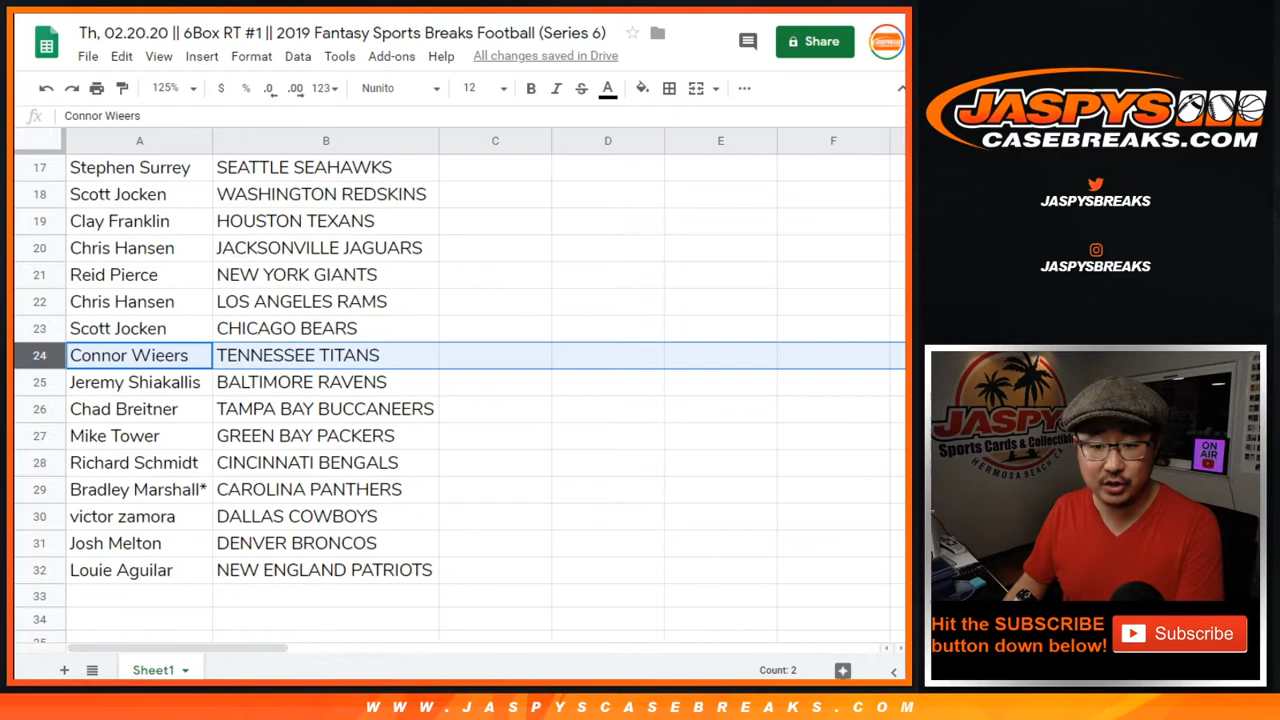 Th, 02.20.20 || 6Box RT #1 || 2019 Fantasy Sports Breaks Football (Series 6)
File Edit View Insert Format Data Tools Add-ons Help All changes saved in Drive
Share
125% $ % .0 .00 123 Nunito 12 B I S A
fx Connor Wieers
A B C D E F
17 Stephen Surrey SEATTLE SEAHAWKS
18 Scott Jocken WASHINGTON REDSKINS
19 Clay Franklin HOUSTON TEXANS
20 Chris Hansen JACKSONVILLE JAGUARS
21 Reid Pierce NEW YORK GIANTS
22 Chris Hansen LOS ANGELES RAMS
23 Scott Jocken CHICAGO BEARS
24 Connor Wieers TENNESSEE TITANS
25 Jeremy Shiakallis BALTIMORE RAVENS
26 Chad Breitner TAMPA BAY BUCCANEERS
27 Mike Tower GREEN BAY PACKERS
28 Richard Schmidt CINCINNATI BENGALS
29 Bradley Marshall* CAROLINA PANTHERS
30 victor zamora DALLAS COWBOYS
31 Josh Melton DENVER BRONCOS
32 Louie Aguilar NEW ENGLAND PATRIOTS
33
34
35
Sheet1
Count: 2
JASPYS
CASEBREAKS.COM
JASPYSBREAKS
JASPYSBREAKS
JASPYS
Sports Cards & Collectibles
HERMOSA BEACH, CA
ON AIR
Hit the SUBSCRIBE
button down below!
Subscribe
WWW.JASPYSCASEBREAKS.COM